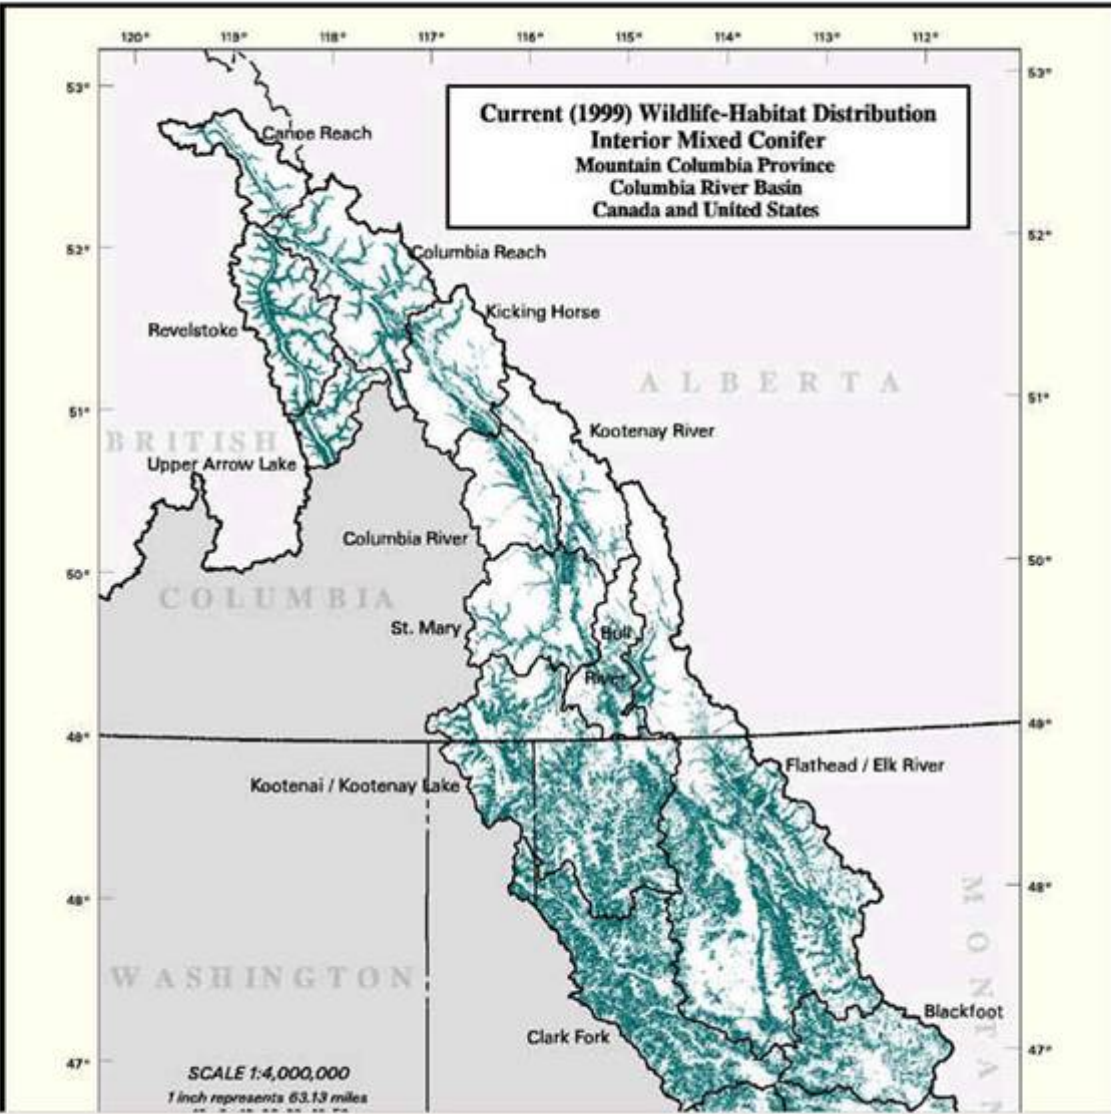 120° 119° 118° 117° 116° 115° 114° 113° 112°
53° 53°
Current (1999) Wildlife-Habitat Distribution
Interior Mixed Conifer
Mountain Columbia Province
Columbia River Basin
Canada and United States
Canoe Reach
52° 52°
Columbia Reach
Kicking Horse
Revelstoke
ALBERTA
51° 51°
Kootenay River
BRITISH
Upper Arrow Lake
Columbia River
50° 50°
COLUMBIA
St. Mary
Bull
River
49° 49°
Flathead / Elk River
Kootenai / Kootenay Lake
48° 48°
WASHINGTON
Blackfoot
Clark Fork
47° 47°
SCALE 1:4,000,000
1 inch represents 63.13 miles